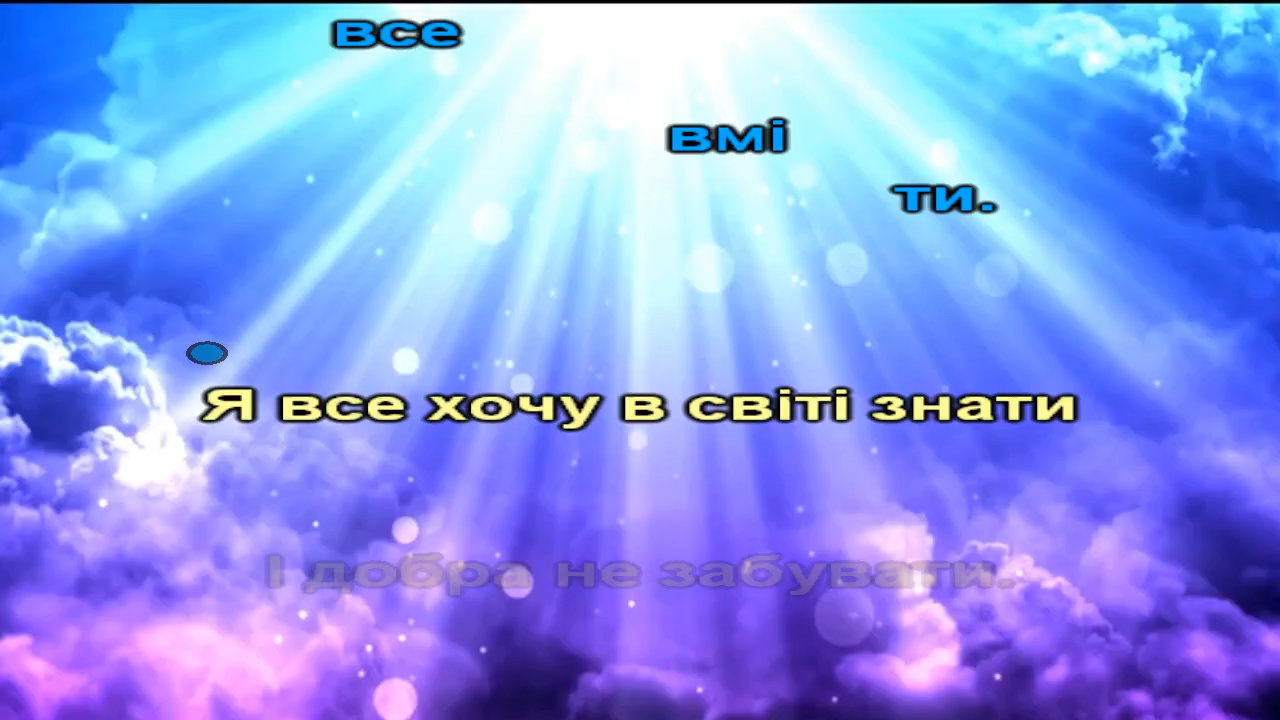 все
вмі
ти.
Я все хочу в світі знати
І добра не забувати.